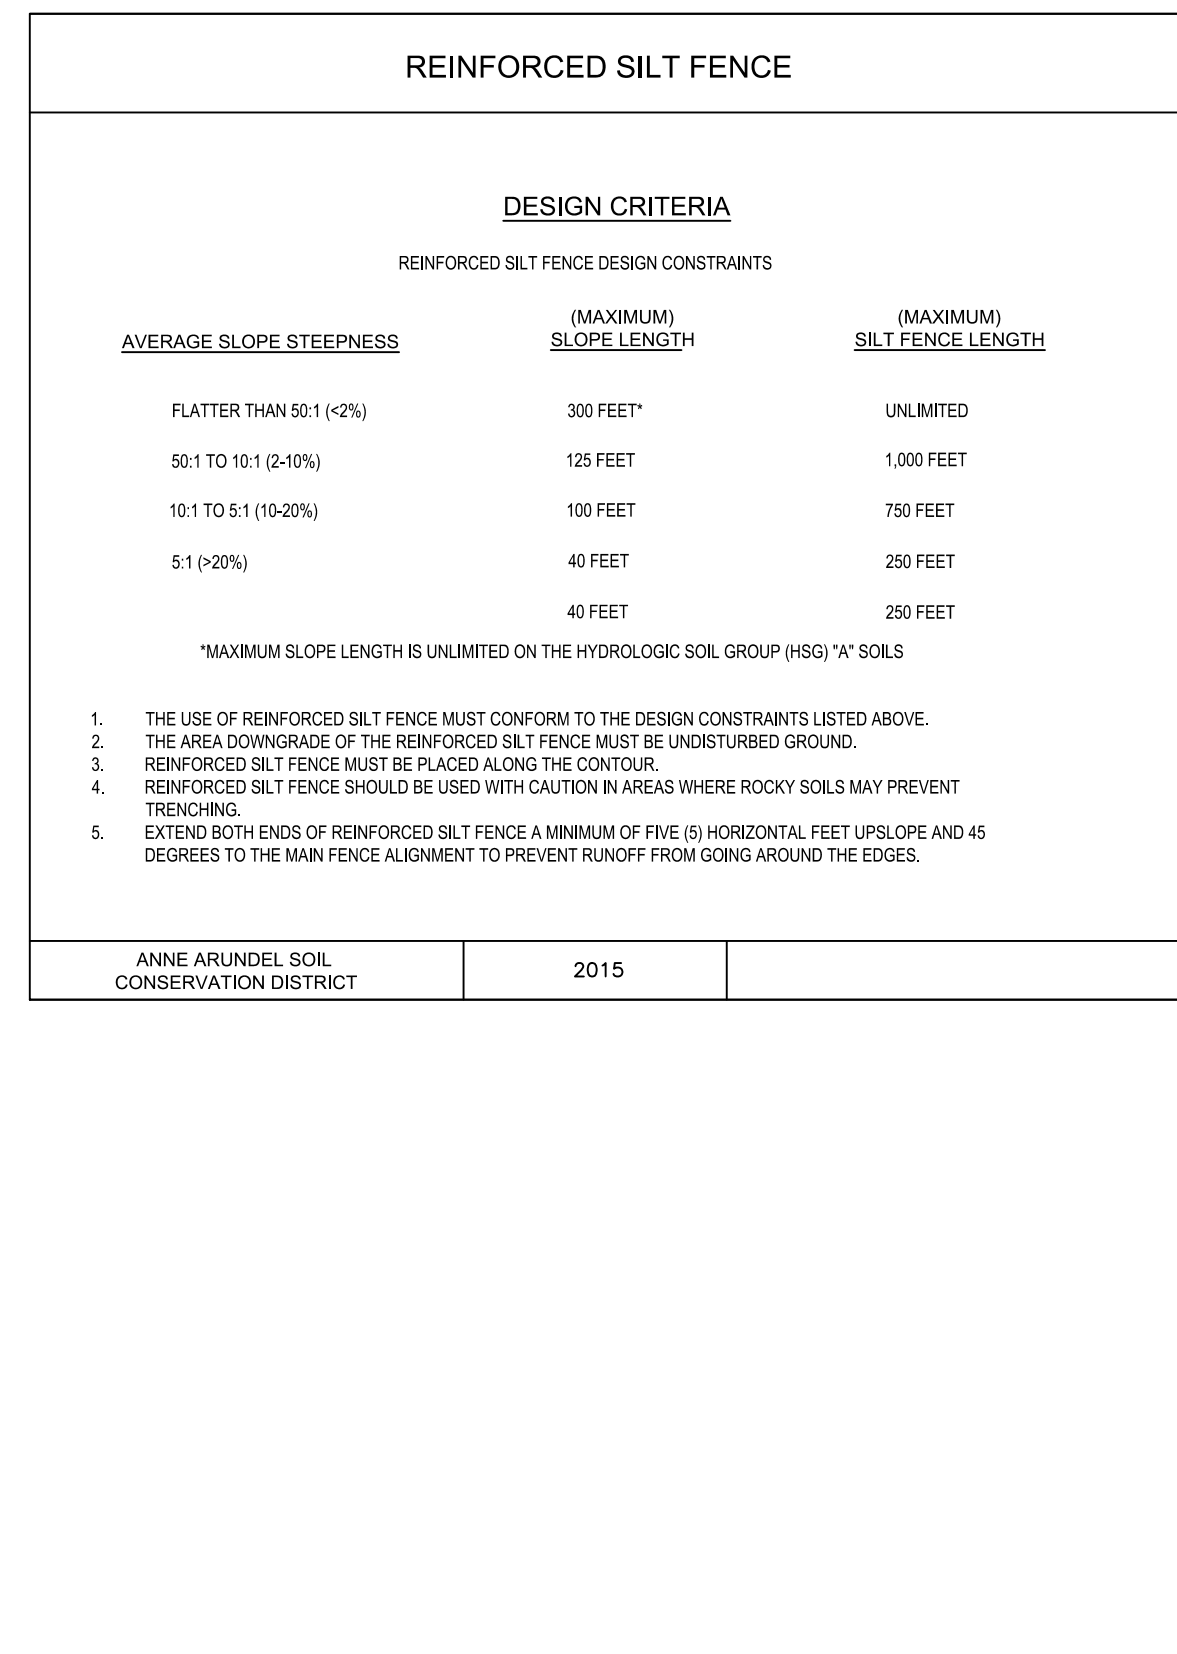 REINFORCED SILT FENCE
DESIGN CRITERIA
REINFORCED SILT FENCE DESIGN CONSTRAINTS
AVERAGE SLOPE STEEPNESS (MAXIMUM) SLOPE LENGTH (MAXIMUM) SILT FENCE LENGTH
FLATTER THAN 50:1 (<2%) 300 FEET* UNLIMITED
50:1 TO 10:1 (2-10%) 125 FEET 1,000 FEET
10:1 TO 5:1 (10-20%) 100 FEET 750 FEET
5:1 (>20%) 40 FEET 250 FEET
40 FEET 250 FEET
*MAXIMUM SLOPE LENGTH IS UNLIMITED ON THE HYDROLOGIC SOIL GROUP (HSG) "A" SOILS
1. THE USE OF REINFORCED SILT FENCE MUST CONFORM TO THE DESIGN CONSTRAINTS LISTED ABOVE.
2. THE AREA DOWNGRADE OF THE REINFORCED SILT FENCE MUST BE UNDISTURBED GROUND.
3. REINFORCED SILT FENCE MUST BE PLACED ALONG THE CONTOUR.
4. REINFORCED SILT FENCE SHOULD BE USED WITH CAUTION IN AREAS WHERE ROCKY SOILS MAY PREVENT
TRENCHING.
5. EXTEND BOTH ENDS OF REINFORCED SILT FENCE A MINIMUM OF FIVE (5) HORIZONTAL FEET UPSLOPE AND 45
DEGREES TO THE MAIN FENCE ALIGNMENT TO PREVENT RUNOFF FROM GOING AROUND THE EDGES.
ANNE ARUNDEL SOIL
CONSERVATION DISTRICT
2015